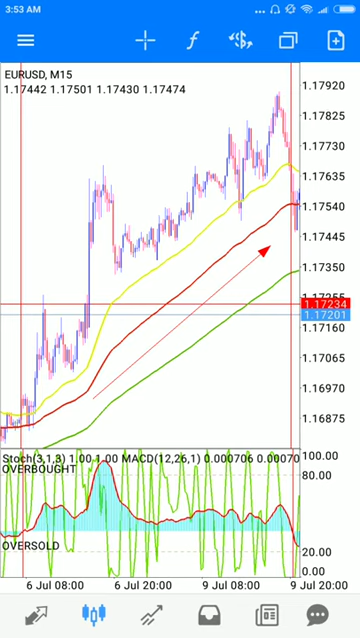 3:53 AM
EURUSD, M15
1.17442 1.17501 1.17430 1.17474
1.17920
1.17825
1.17730
1.17635
1.17540
1.17445
1.17350
1.17255
1.17234
1.17201
1.17160
1.17065
1.16970
1.16875
Stoch(3,1,3) 1.00 1.00 MACD(12,26,1) 0.000706 0.00070
100.00
OVERBOUGHT
80.00
OVERSOLD
20.00
0.00
6 Jul 08:00 6 Jul 20:00 9 Jul 08:00 9 Jul 20:00